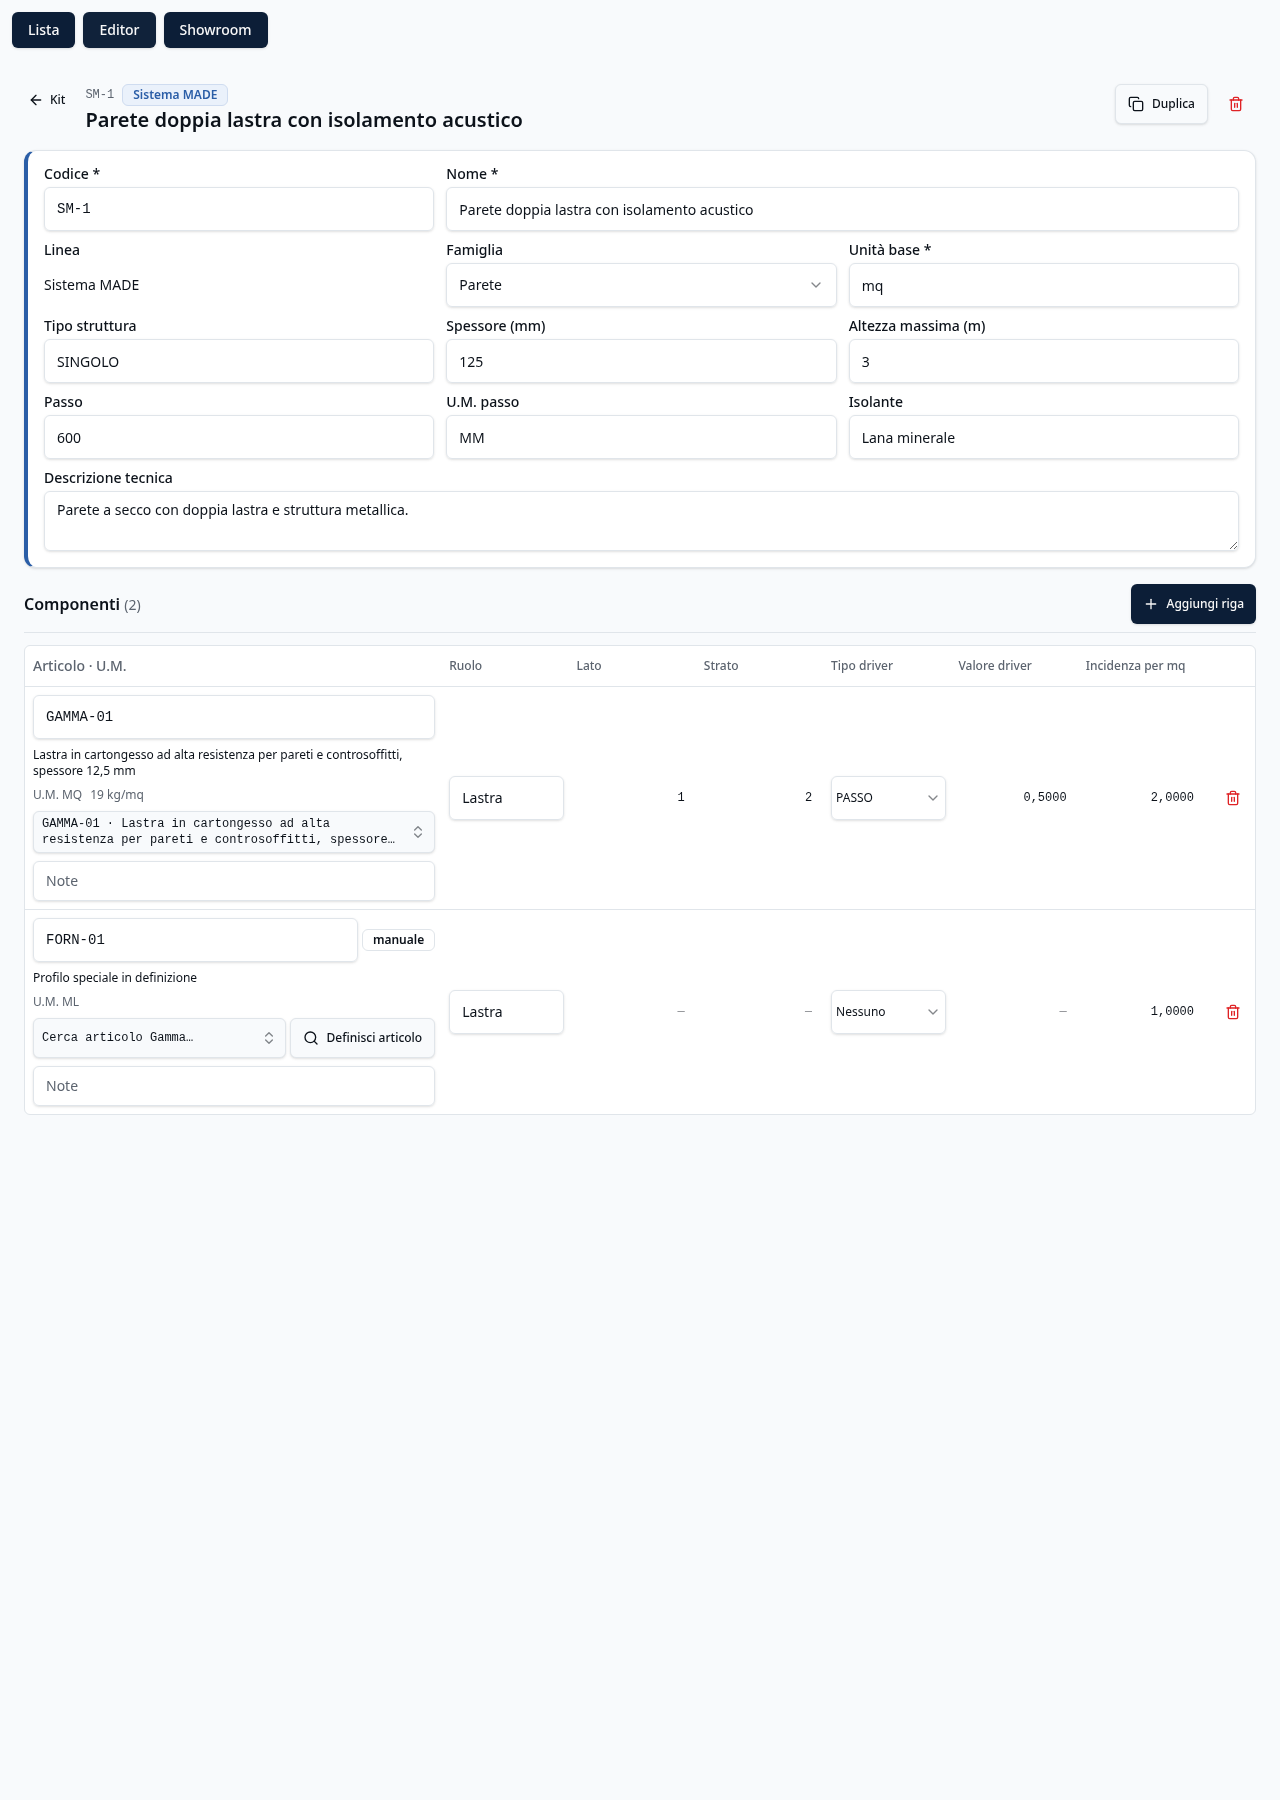 Lista Editor Showroom
Kit SM-1 Sistema MADE Duplica
Parete doppia lastra con isolamento acustico
Codice * Nome *
SM-1 Parete doppia lastra con isolamento acustico
Linea Famiglia Unità base *
Sistema MADE Parete mq
Tipo struttura Spessore (mm) Altezza massima (m)
SINGOLO 125 3
Passo U.M. passo Isolante
600 MM Lana minerale
Descrizione tecnica
Parete a secco con doppia lastra e struttura metallica.
Componenti (2) Aggiungi riga
Articolo · U.M. Ruolo Lato Strato Tipo driver Valore driver Incidenza per mq
GAMMA-01
Lastra in cartongesso ad alta resistenza per pareti e controsoffitti,
spessore 12,5 mm
U.M. MQ 19 kg/mq
Lastra 1 2 PASSO 0,5000 2,0000
GAMMA-01 · Lastra in cartongesso ad alta
resistenza per pareti e controsoffitti, spessore…
Note
FORN-01 manuale
Profilo speciale in definizione
U.M. ML
Lastra – – Nessuno – 1,0000
Cerca articolo Gamma… Definisci articolo
Note